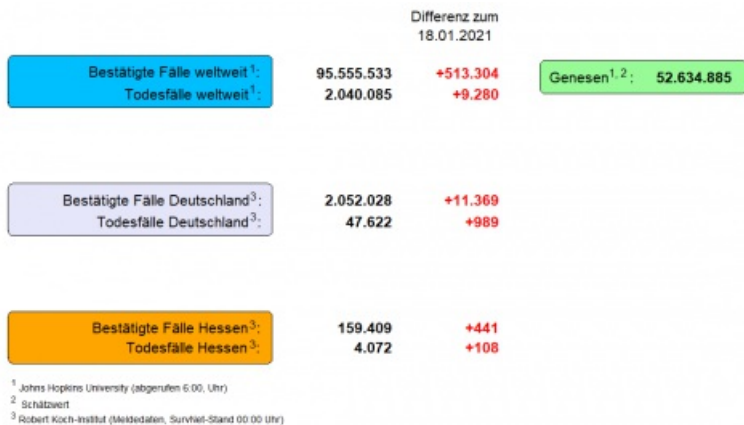 Differenz zum
18.01.2021
Bestätigte Fälle weltweit¹: 95.555.533 +513.304 Genesen¹,²: 52.634.885
Todesfälle weltweit¹: 2.040.085 +9.280
Bestätigte Fälle Deutschland³: 2.052.028 +11.369
Todesfälle Deutschland³: 47.622 +989
Bestätigte Fälle Hessen³: 159.409 +441
Todesfälle Hessen³: 4.072 +108
¹ Johns Hopkins University (abgerufen 6:00, Uhr)
² Schätzwert
³ Robert Koch-Institut (Meldedaten, SurvNet-Stand 00:00 Uhr)